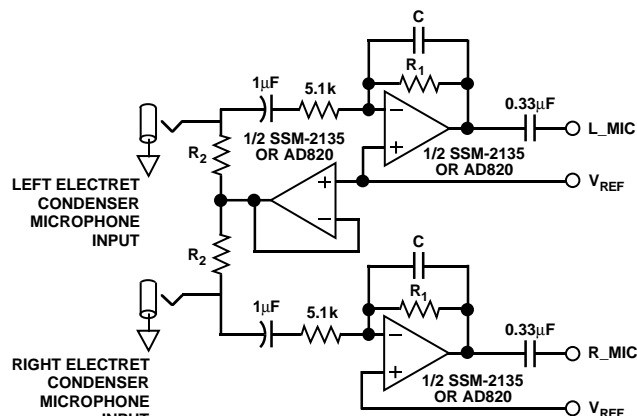 C
R1
1µF
5.1k
0.33µF
L_MIC
1/2 SSM-2135
OR AD820
1/2 SSM-2135
OR AD820
VREF
R2
LEFT ELECTRET
CONDENSER
MICROPHONE
INPUT
R2
C
R1
1µF
5.1k
0.33µF
R_MIC
1/2 SSM-2135
OR AD820
VREF
RIGHT ELECTRET
CONDENSER
MICROPHONE
INPUT